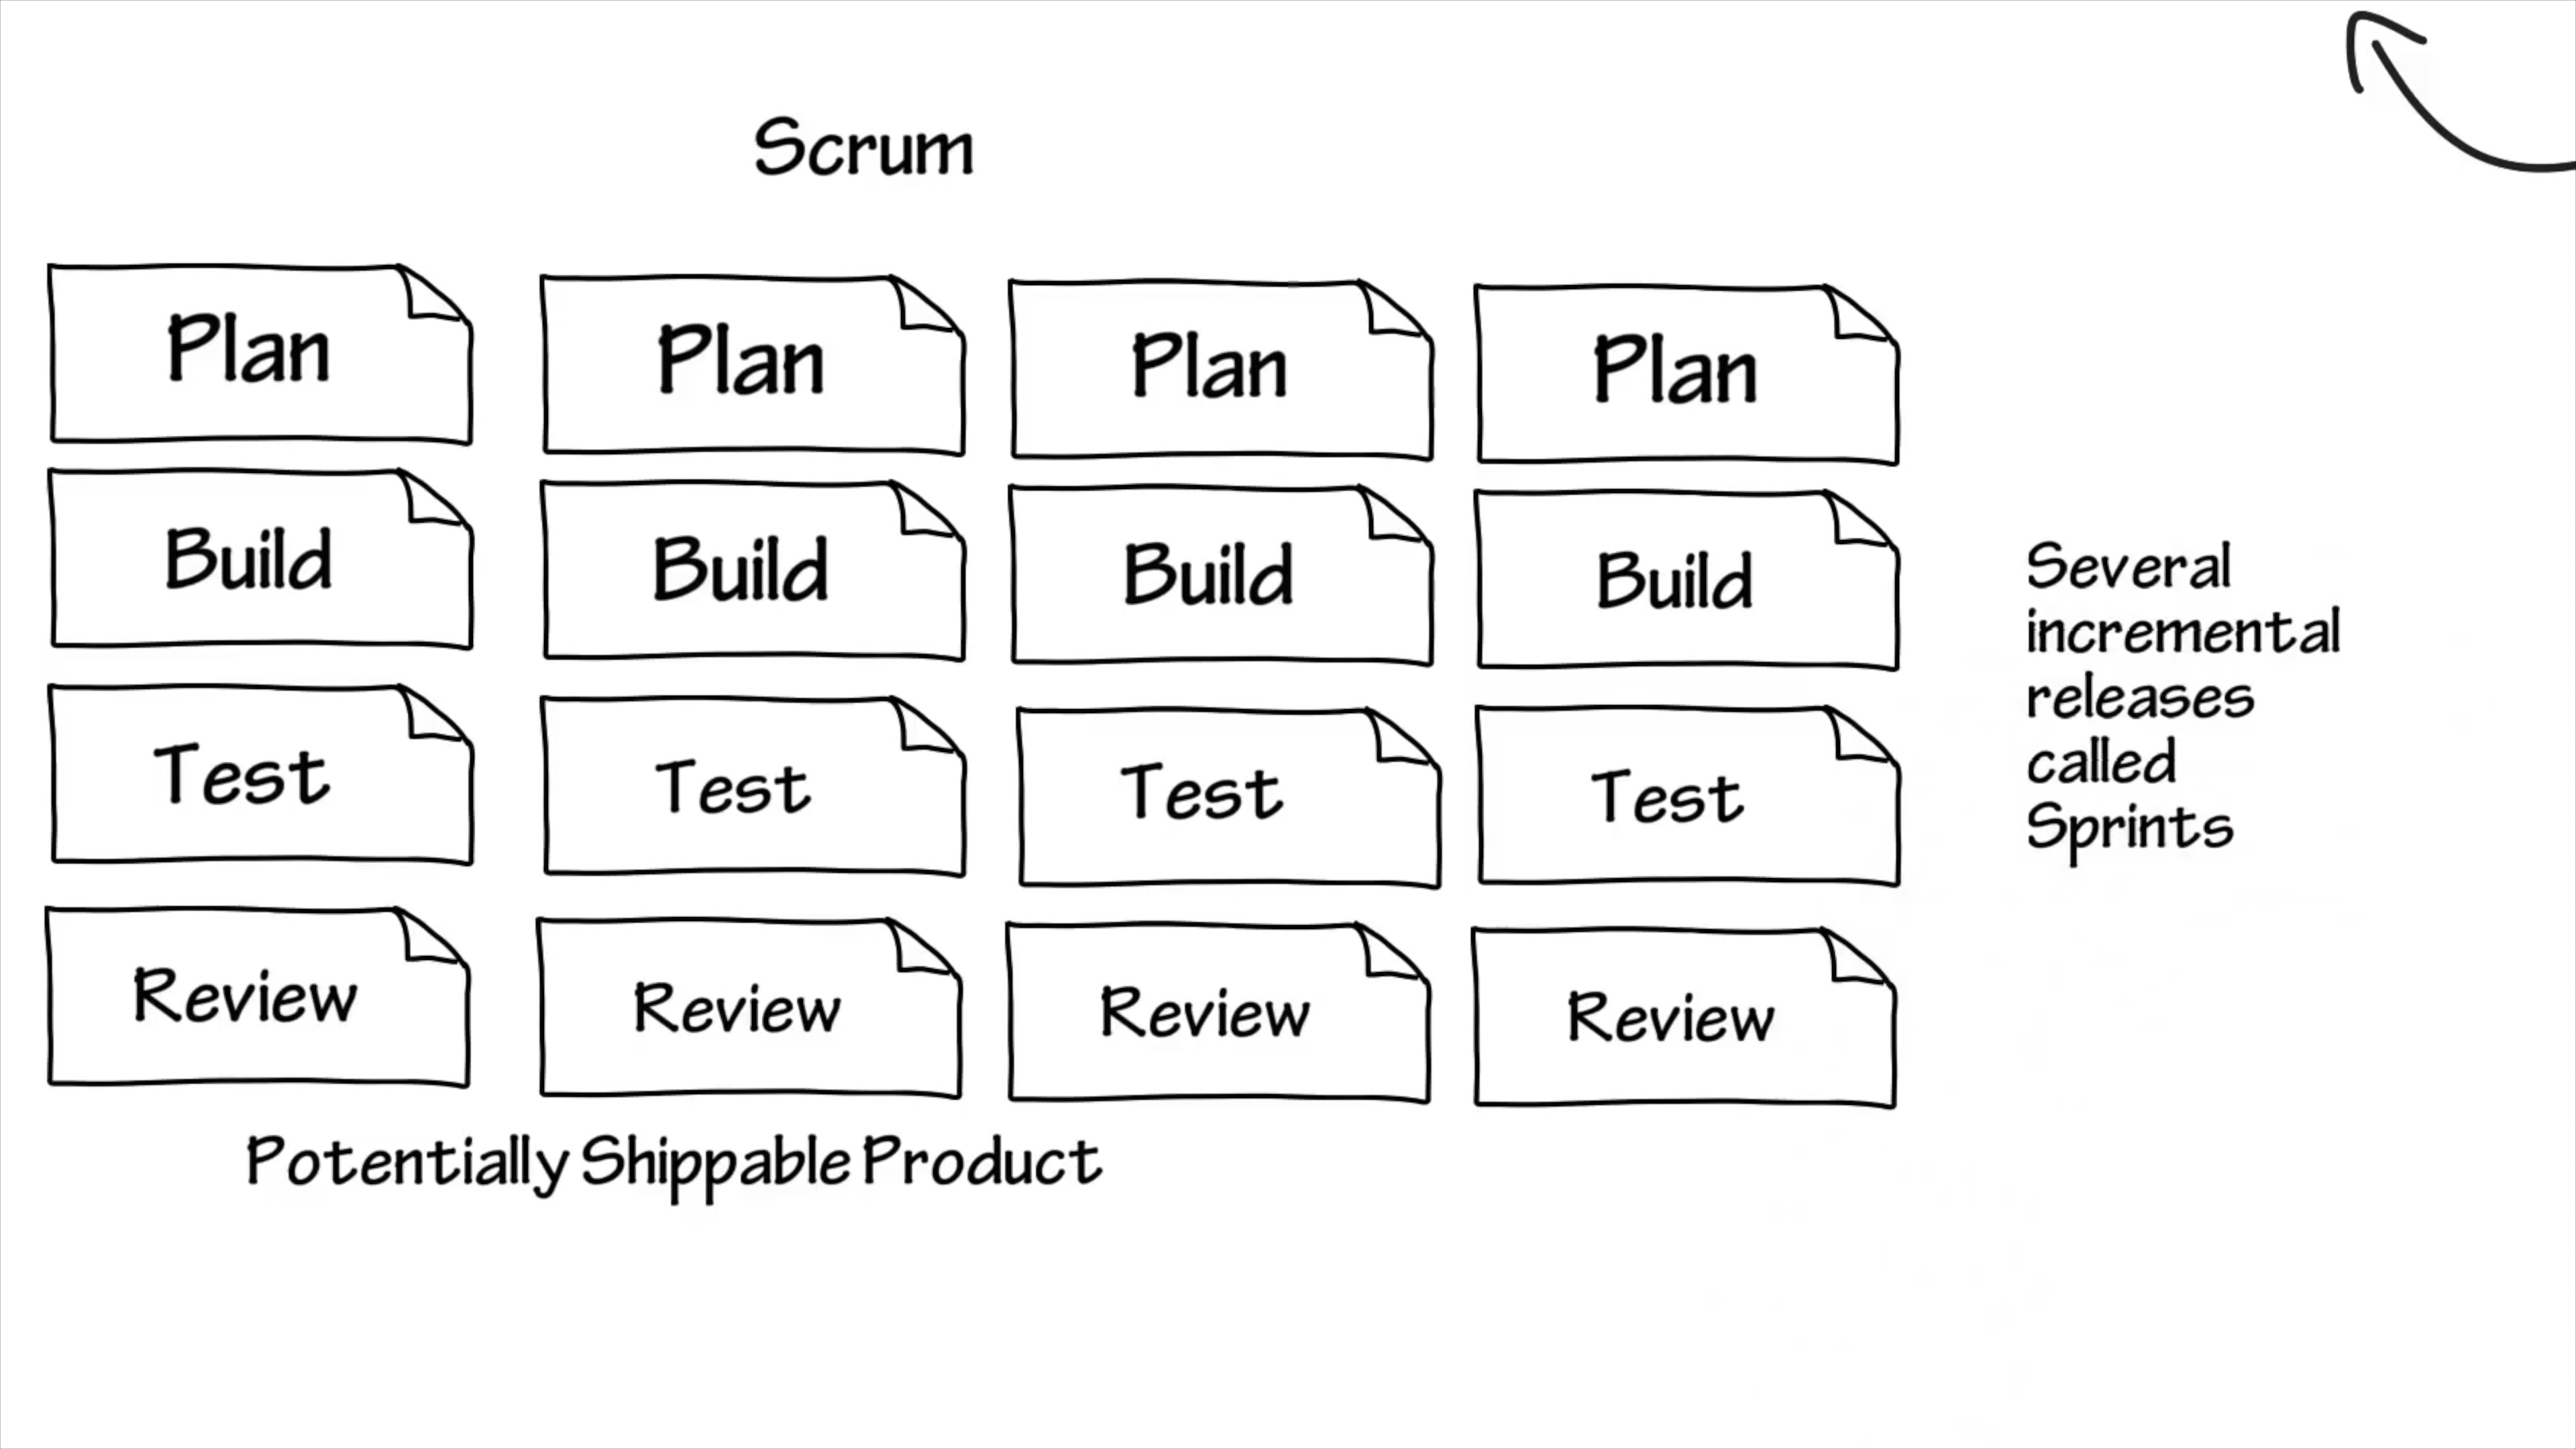 Scrum
Plan Plan Plan Plan
Build Build Build Build
Test Test Test Test
Review Review Review Review
Several
incremental
releases
called
Sprints
Potentially Shippable Product